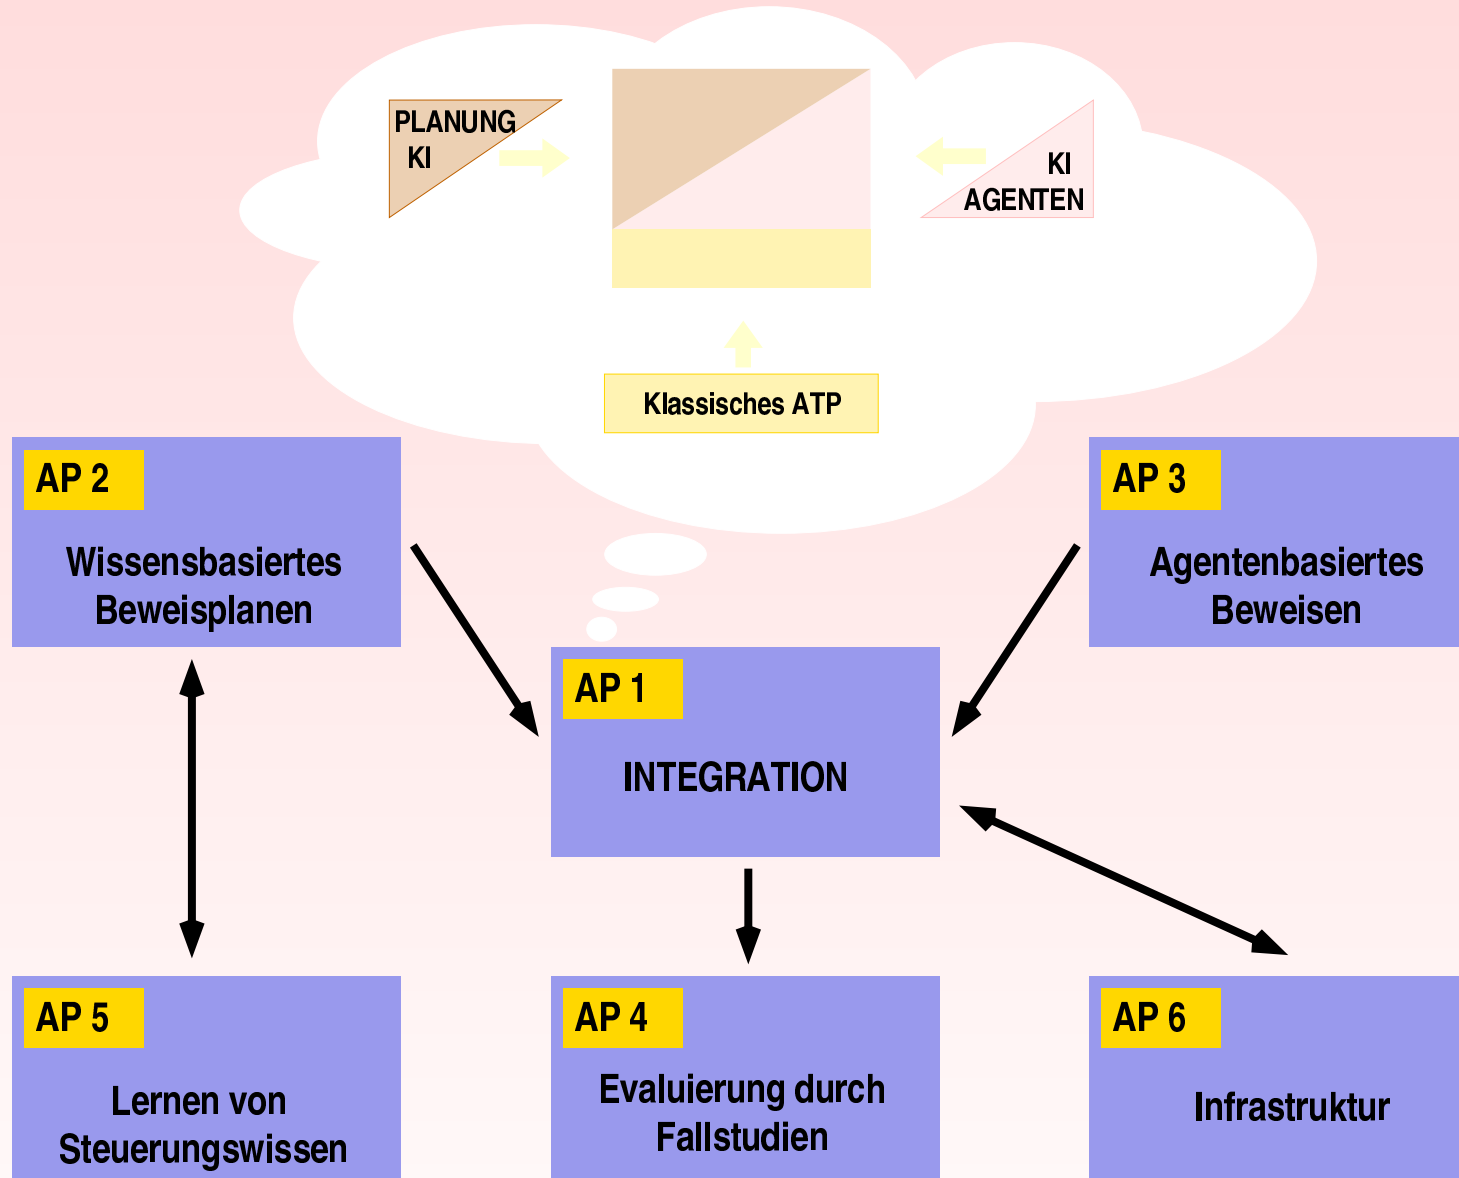 PLANUNG
KI
KI
AGENTEN
Klassisches ATP
AP 2
Wissensbasiertes
Beweisplanen
AP 3
Agentenbasiertes
Beweisen
AP 1
INTEGRATION
AP 5
Lernen von
Steuerungswissen
AP 4
Evaluierung durch
Fallstudien
AP 6
Infrastruktur